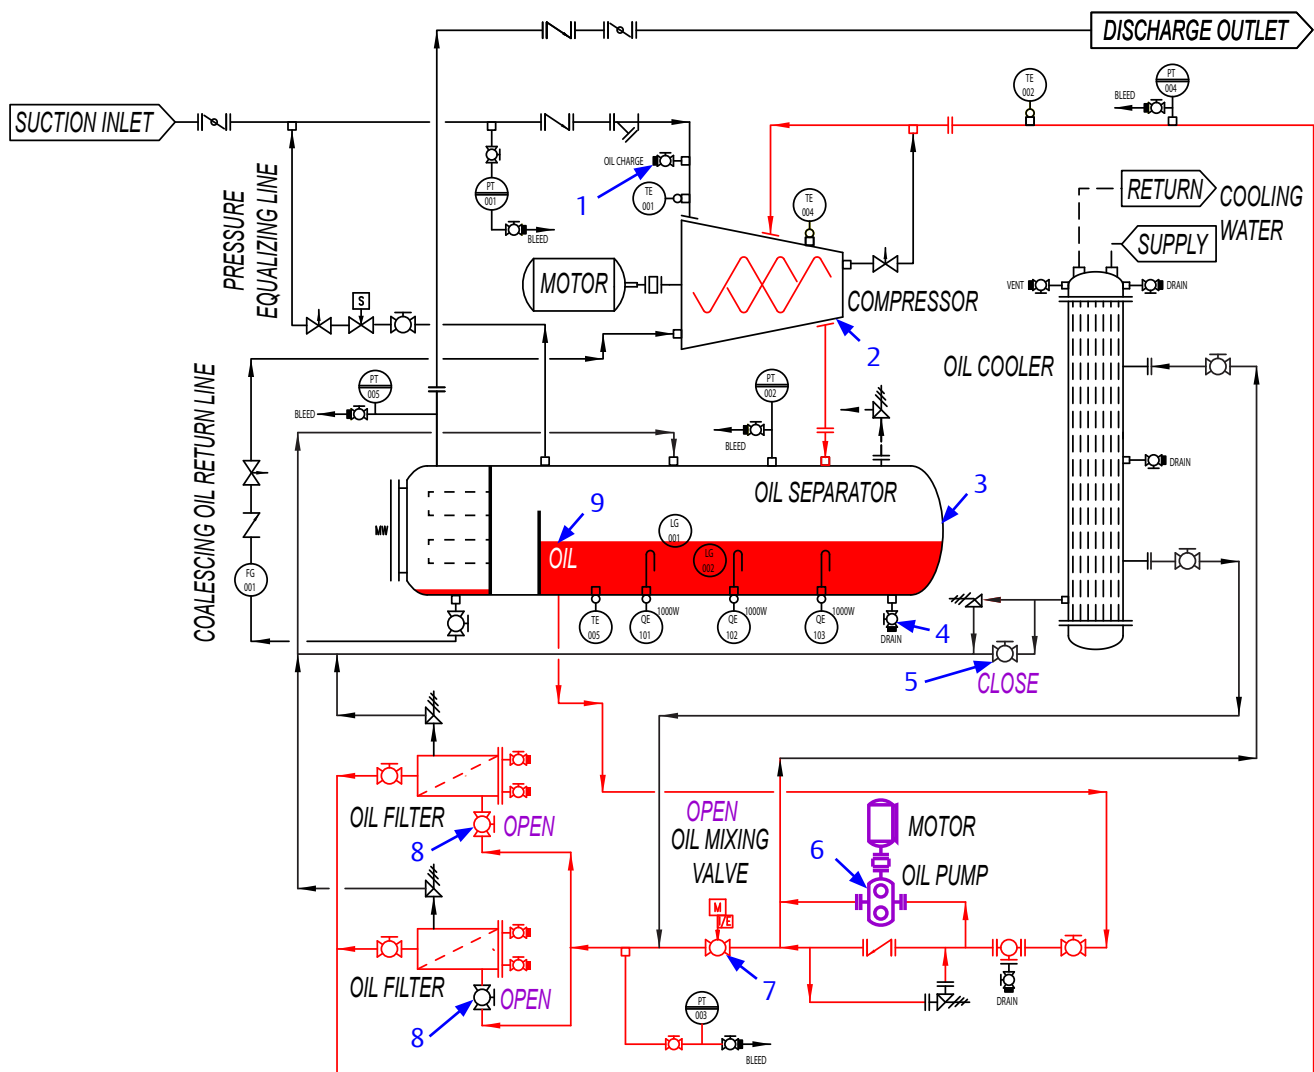 DISCHARGE OUTLET
TE
002
PT
004
BLEED
SUCTION INLET
OIL CHARGE
1
PT
001
BLEED
TE
001
TE
004
RETURN
COOLING
WATER
SUPPLY
PRESSURE
EQUALIZING LINE
MOTOR
COMPRESSOR
VENT
DRAIN
S
2
OIL COOLER
PT
005
BLEED
PT
002
BLEED
COALESCING OIL RETURN LINE
DRAIN
OIL SEPARATOR
3
MW
9
LG
001
OIL
LG
002
FG
001
TE
005
QE
101
1000W
QE
102
1000W
QE
103
1000W
DRAIN
4
5
CLOSE
OIL FILTER
OPEN
8
OPEN
OIL MIXING
VALVE
MOTOR
6
OIL PUMP
M
I/E
OIL FILTER
OPEN
8
7
PT
003
BLEED
DRAIN